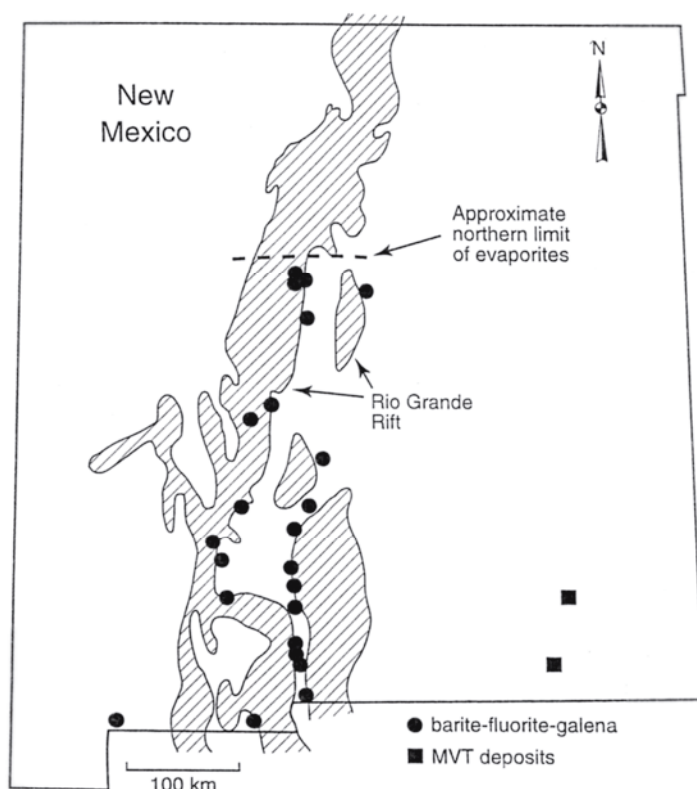 New
Mexico
N
Approximate
northern limit
of evaporites
Rio Grande
Rift
barite-fluorite-galena
MVT deposits
100 km